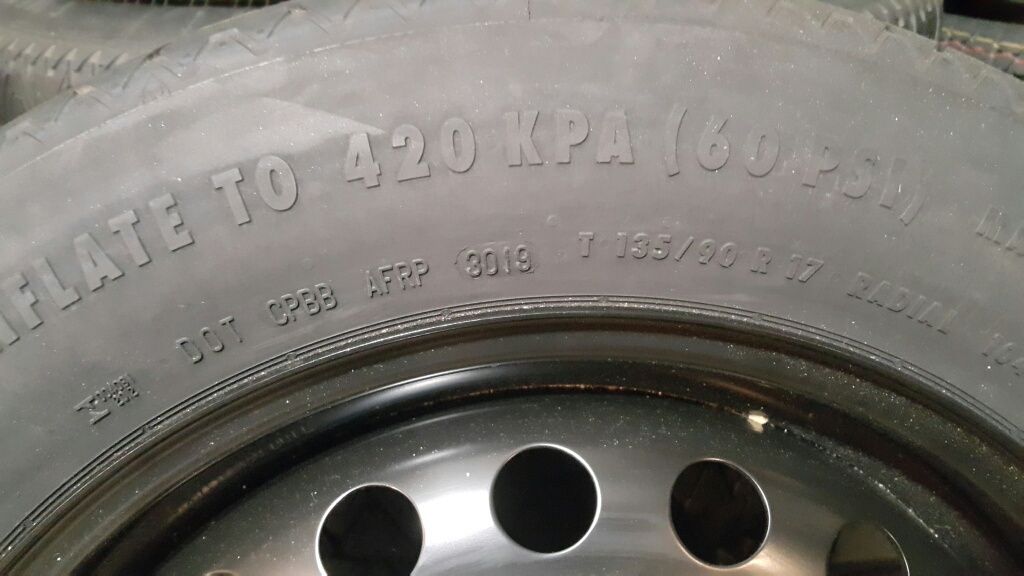 INFLATE TO 420 KPA (60 PSI)
DOT CPBB AFRP 3019 T 135/90 R 17 RADIAL